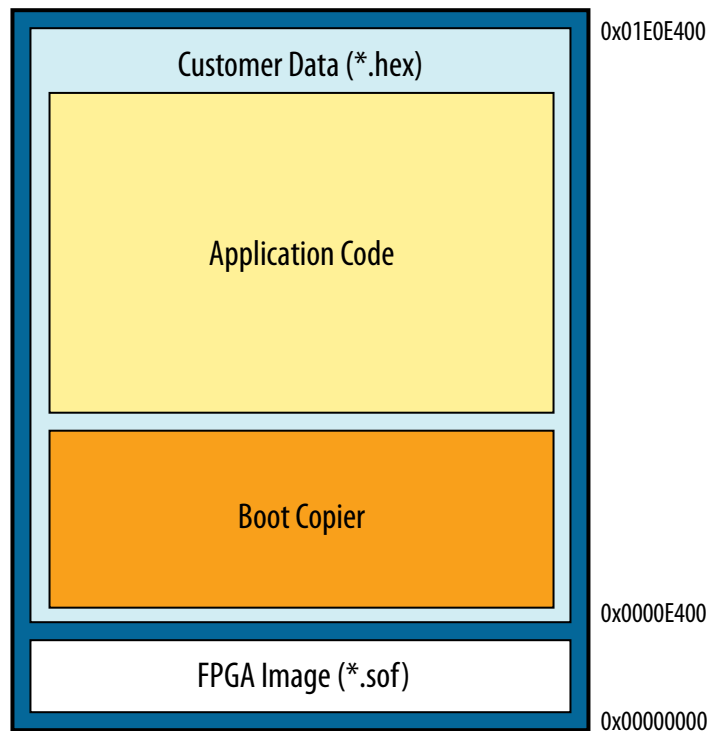 0x01E0E400
Customer Data (*.hex)
Application Code
Boot Copier
0x0000E400
FPGA Image (*.sof)
0x00000000